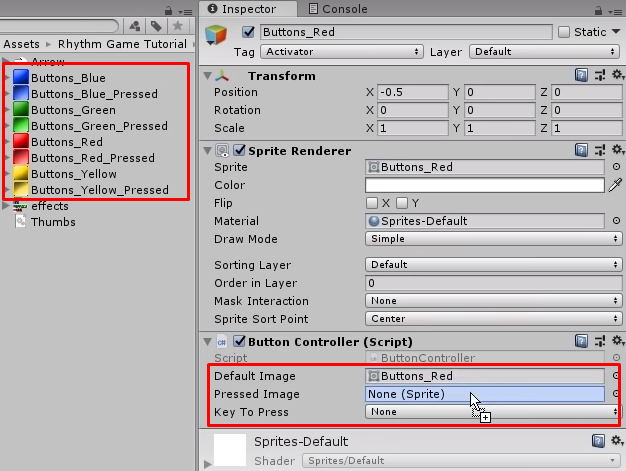 Inspector Console
Assets Rhythm Game Tutorial
Arrow
Buttons_Blue
Buttons_Blue_Pressed
Buttons_Green
Buttons_Green_Pressed
Buttons_Red
Buttons_Red_Pressed
Buttons_Yellow
Buttons_Yellow_Pressed
effects
Thumbs
Buttons_Red Static
Tag Activator Layer Default
Transform
Position X -0.5 Y 0 Z 0
Rotation X 0 Y 0 Z 0
Scale X 1 Y 1 Z 1
Sprite Renderer
Sprite Buttons_Red
Color
Flip X Y
Material Sprites-Default
Draw Mode Simple
Sorting Layer Default
Order in Layer 0
Mask Interaction None
Sprite Sort Point Center
Button Controller (Script)
Script ButtonController
Default Image Buttons_Red
Pressed Image None (Sprite)
Key To Press None
Sprites-Default
Shader Sprites/Default